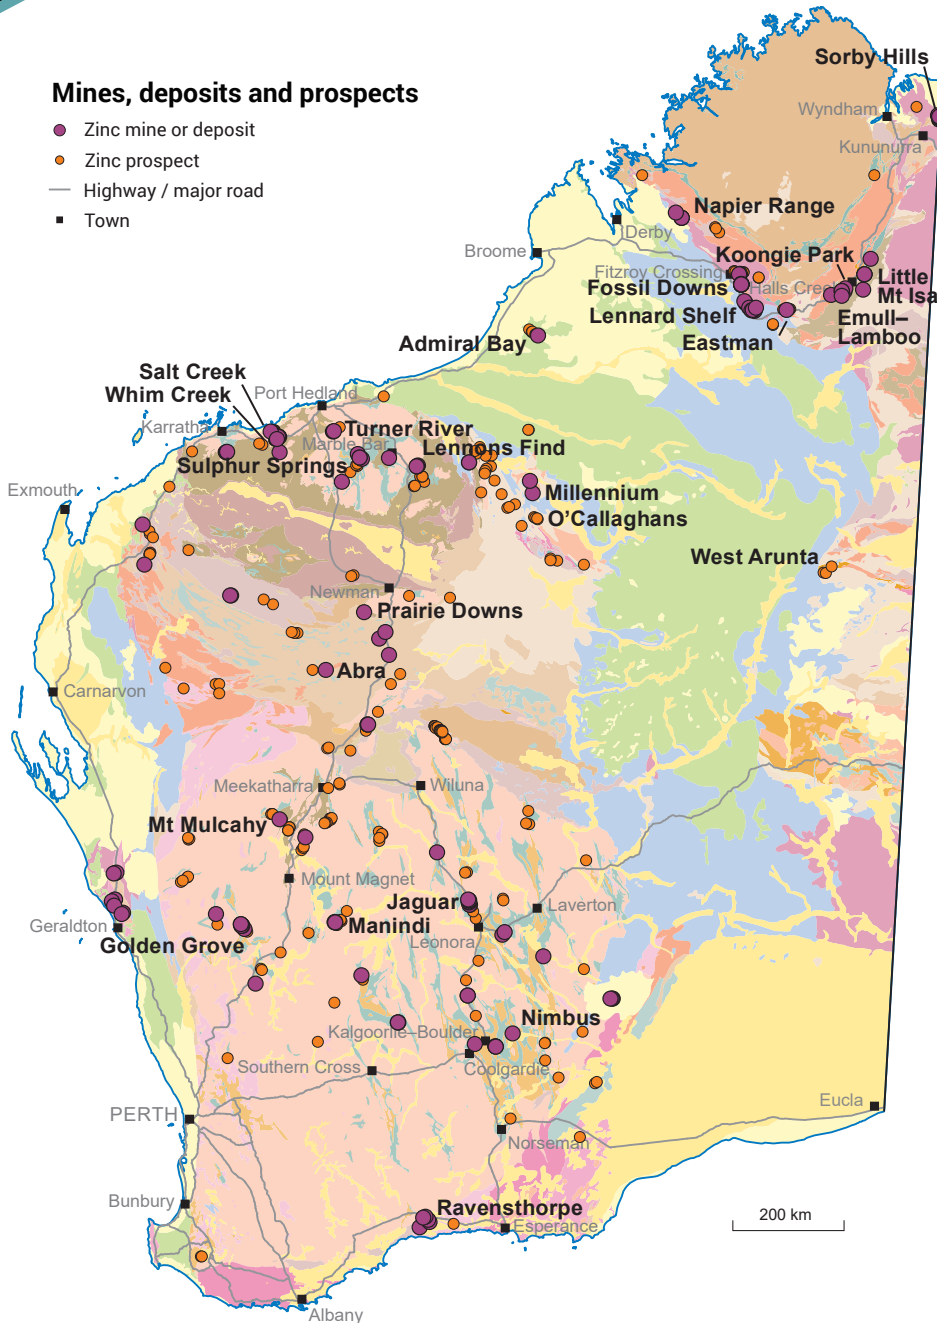 Mines, deposits and prospects
Zinc mine or deposit
Zinc prospect
Highway / major road
Town
Sorby Hills
Wyndham
Kununurra
Napier Range
Derby
Broome
Koongie Park
Fitzroy Crossing
Halls Creek
Little
Mt Isa
Fossil Downs
Lennard Shelf
Emull–
Lamboo
Eastman
Admiral Bay
Salt Creek
Whim Creek
Port Hedland
Karratha
Turner River
Marble Bar
Lennons Find
Sulphur Springs
Exmouth
Millennium
O'Callaghans
West Arunta
Newman
Prairie Downs
Abra
Carnarvon
Meekatharra
Wiluna
Mt Mulcahy
Mount Magnet
Jaguar
Laverton
Geraldton
Manindi
Golden Grove
Leonora
Nimbus
Kalgoorlie–Boulder
Southern Cross
Coolgardie
Eucla
PERTH
Norseman
Bunbury
Ravensthorpe
200 km
Esperance
Albany